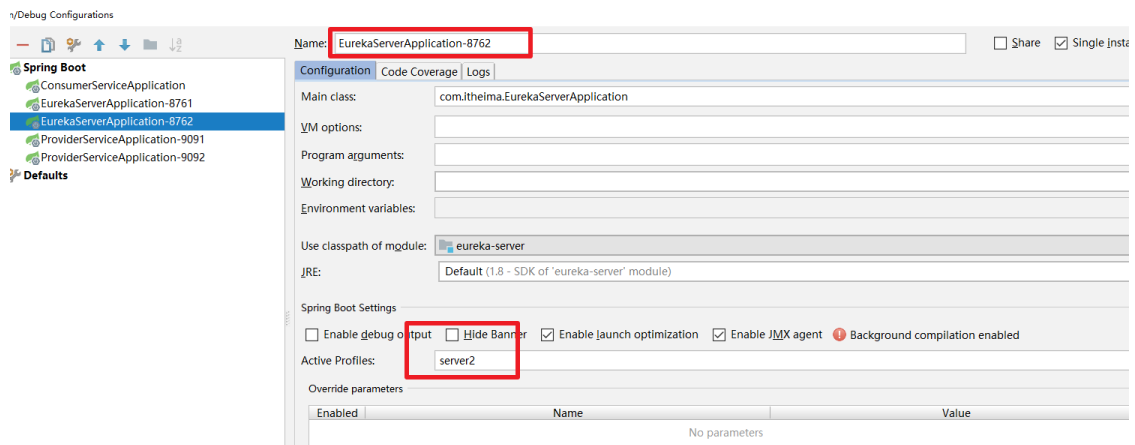 n/Debug Configurations
Name: EurekaServerApplication-8762 Share Single insta
Spring Boot
ConsumerServiceApplication
EurekaServerApplication-8761
EurekaServerApplication-8762
ProviderServiceApplication-9091
ProviderServiceApplication-9092
Defaults
Configuration Code Coverage Logs
Main class: com.itheima.EurekaServerApplication
VM options:
Program arguments:
Working directory:
Environment variables:
Use classpath of module: eureka-server
JRE: Default (1.8 - SDK of 'eureka-server' module)
Spring Boot Settings
Enable debug output Hide Banner Enable launch optimization Enable JMX agent Background compilation enabled
Active Profiles: server2
Override parameters
Enabled Name Value
No parameters